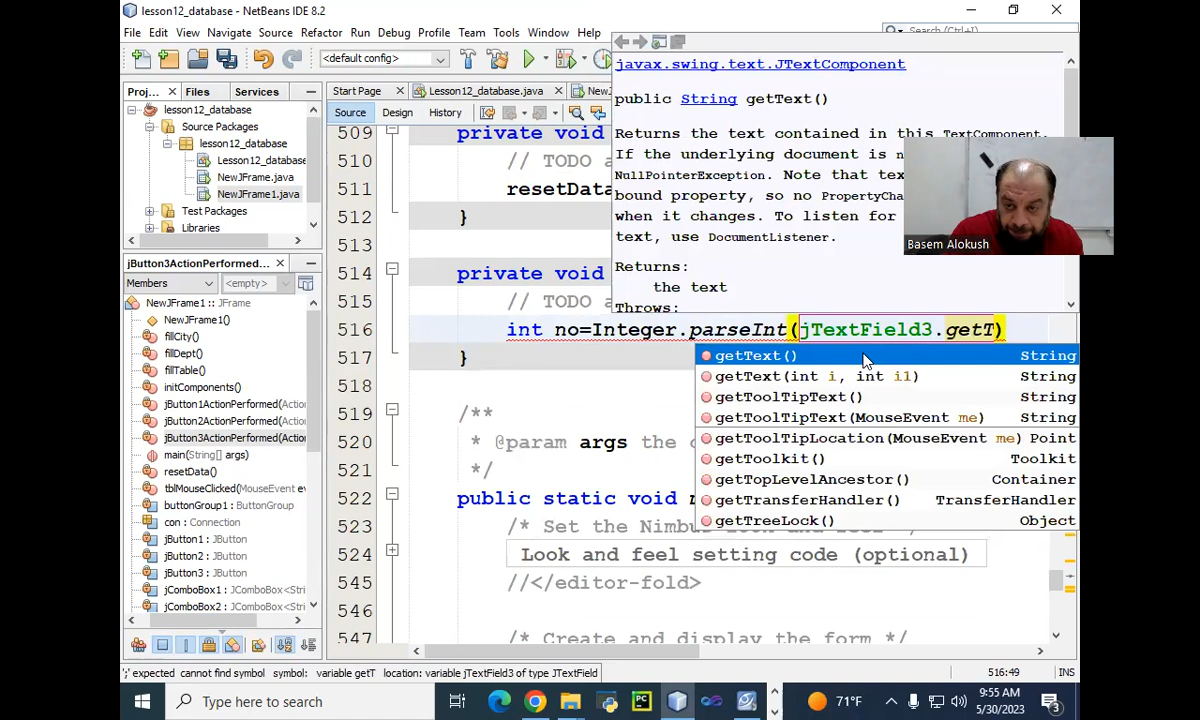 lesson12_database - NetBeans IDE 8.2
File Edit View Navigate Source Refactor Run Debug Profile Team Tools Window Help
Search (Ctrl+I)
<default config>
Proj... Files Services
Start Page Lesson12_database.java
Source Design History
lesson12_database
Source Packages
lesson12_database
Lesson12_database
NewJFrame.java
NewJFrame1.java
Test Packages
Libraries
jButton3ActionPerformed(...
Members <empty>
NewJFrame1 :: JFrame
NewJFrame1()
fillCity()
fillDept()
fillTable()
initComponents()
jButton1ActionPerformed(Actio
jButton2ActionPerformed(Actio
jButton3ActionPerformed(Actio
main(String[] args)
resetData()
tblMouseClicked(MouseEvent ev
buttonGroup1 : ButtonGroup
con : Connection
jButton1 : JButton
jButton2 : JButton
jButton3 : JButton
jComboBox1 : JComboBox<Stri
jComboBox2 : JComboBox<Stri
509 private void
510 // TODO a
511 resetData
512 }
513
514 private void
515 // TODO a
516 int no=Integer.parseInt(jTextField3.getT)
517 }
518
519 /**
520 * @param args the c
521 */
522 public static void
523 /* Set the Nimbus look and feel */
524 Look and feel setting code (optional)
545 //</editor-fold>
546
547 /* Create and display the form */
javax.swing.text.JTextComponent
public String getText()
Returns the text contained in this TextComponent.
If the underlying document is
NullPointerException. Note that tex
bound property, so no PropertyCha
when it changes. To listen for
text, use DocumentListener.
Returns:
the text
Throws:
Basem Alokush
getText() String
getText(int i, int i1) String
getToolTipText() String
getToolTipText(MouseEvent me) String
getToolTipLocation(MouseEvent me) Point
getToolkit() Toolkit
getTopLevelAncestor() Container
getTransferHandler() TransferHandler
getTreeLock() Object
';' expected cannot find symbol symbol: variable getT location: variable jTextField3 of type JTextField
516:49 INS
Type here to search
71°F
9:55 AM
5/30/2023
3